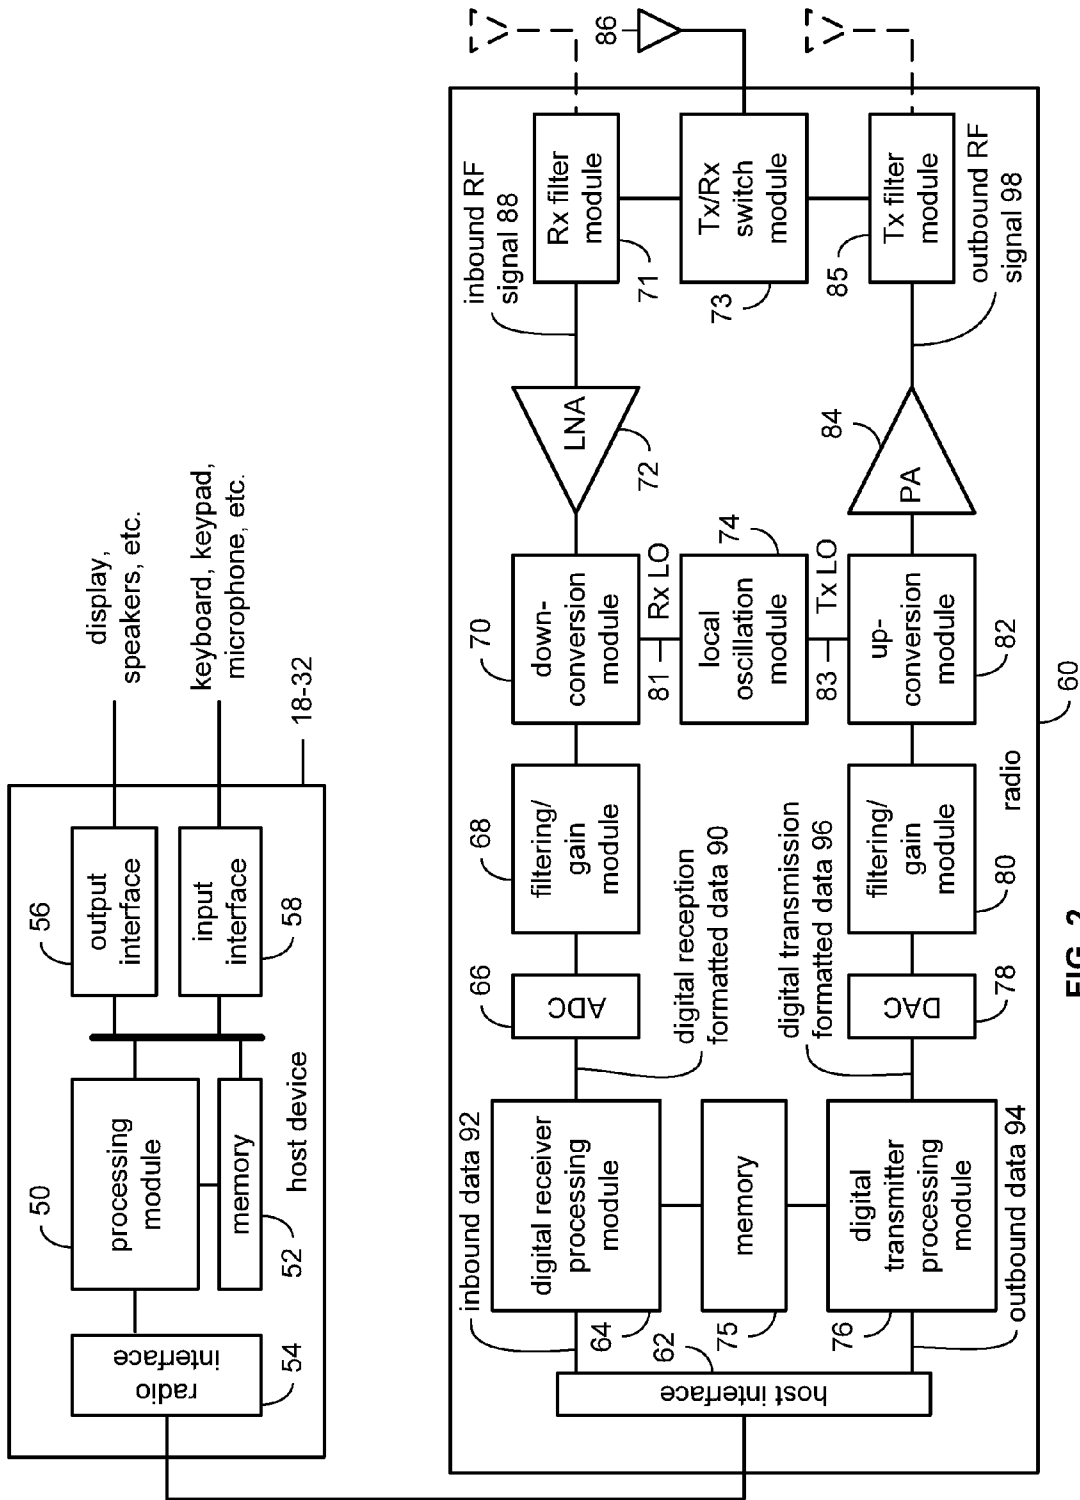 display,
speakers, etc.
keyboard, keypad,
microphone, etc.
18-32
56
output
interface
input
interface
58
50
processing
module
memory
52
host device
radio
interface
54
86
inbound RF
signal 88
Rx filter
module
71
Tx/Rx
switch
module
73
Tx filter
module
85
outbound RF
signal 98
LNA
72
PA
84
70
down-
conversion
module
81
Rx LO
74
local
oscillation
module
83
Tx LO
up-
conversion
module
82
68
filtering/
gain
module
filtering/
gain
module
80
radio
60
66
ADC
digital reception
formatted data 90
digital transmission
formatted data 96
DAC
78
inbound data 92
digital receiver
processing
module
64
memory
75
digital
transmitter
processing
module
76
outbound data 94
62
host interface
FIG. 2